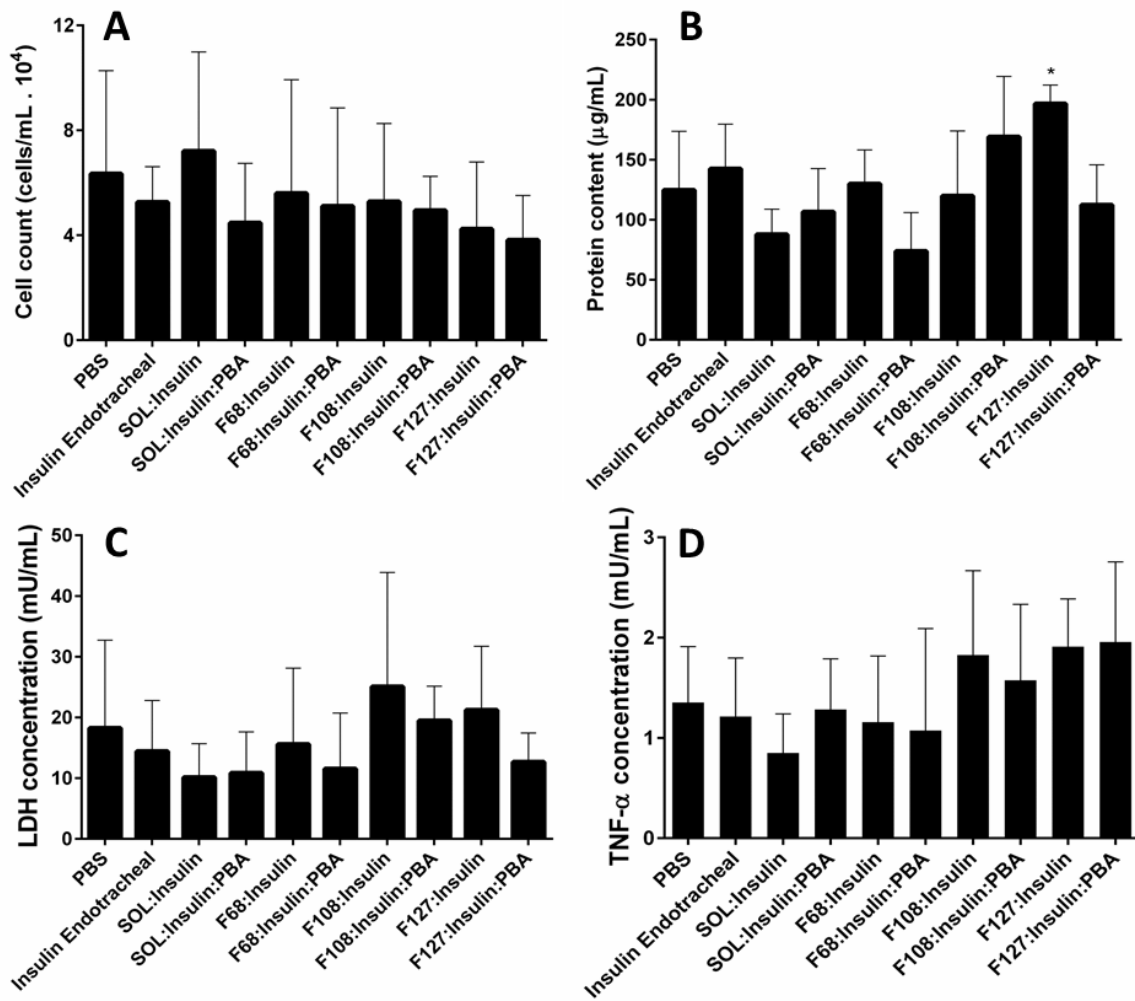 A
Cell count (cells/mL . 10⁴)
12
8
4
0
PBS
Insulin Endotracheal
SOL:Insulin
SOL:Insulin:PBA
F68:Insulin
F68:Insulin:PBA
F108:Insulin
F108:Insulin:PBA
F127:Insulin
F127:Insulin:PBA
B
Protein content (μg/mL)
250
200
150
100
50
0
*
PBS
Insulin Endotracheal
SOL:Insulin
SOL:Insulin:PBA
F68:Insulin
F68:Insulin:PBA
F108:Insulin
F108:Insulin:PBA
F127:Insulin
F127:Insulin:PBA
C
LDH concentration (mU/mL)
50
40
30
20
10
0
PBS
Insulin Endotracheal
SOL:Insulin
SOL:Insulin:PBA
F68:Insulin
F68:Insulin:PBA
F108:Insulin
F108:Insulin:PBA
F127:Insulin
F127:Insulin:PBA
D
TNF-α concentration (mU/mL)
3
2
1
0
PBS
Insulin Endotracheal
SOL:Insulin
SOL:Insulin:PBA
F68:Insulin
F68:Insulin:PBA
F108:Insulin
F108:Insulin:PBA
F127:Insulin
F127:Insulin:PBA